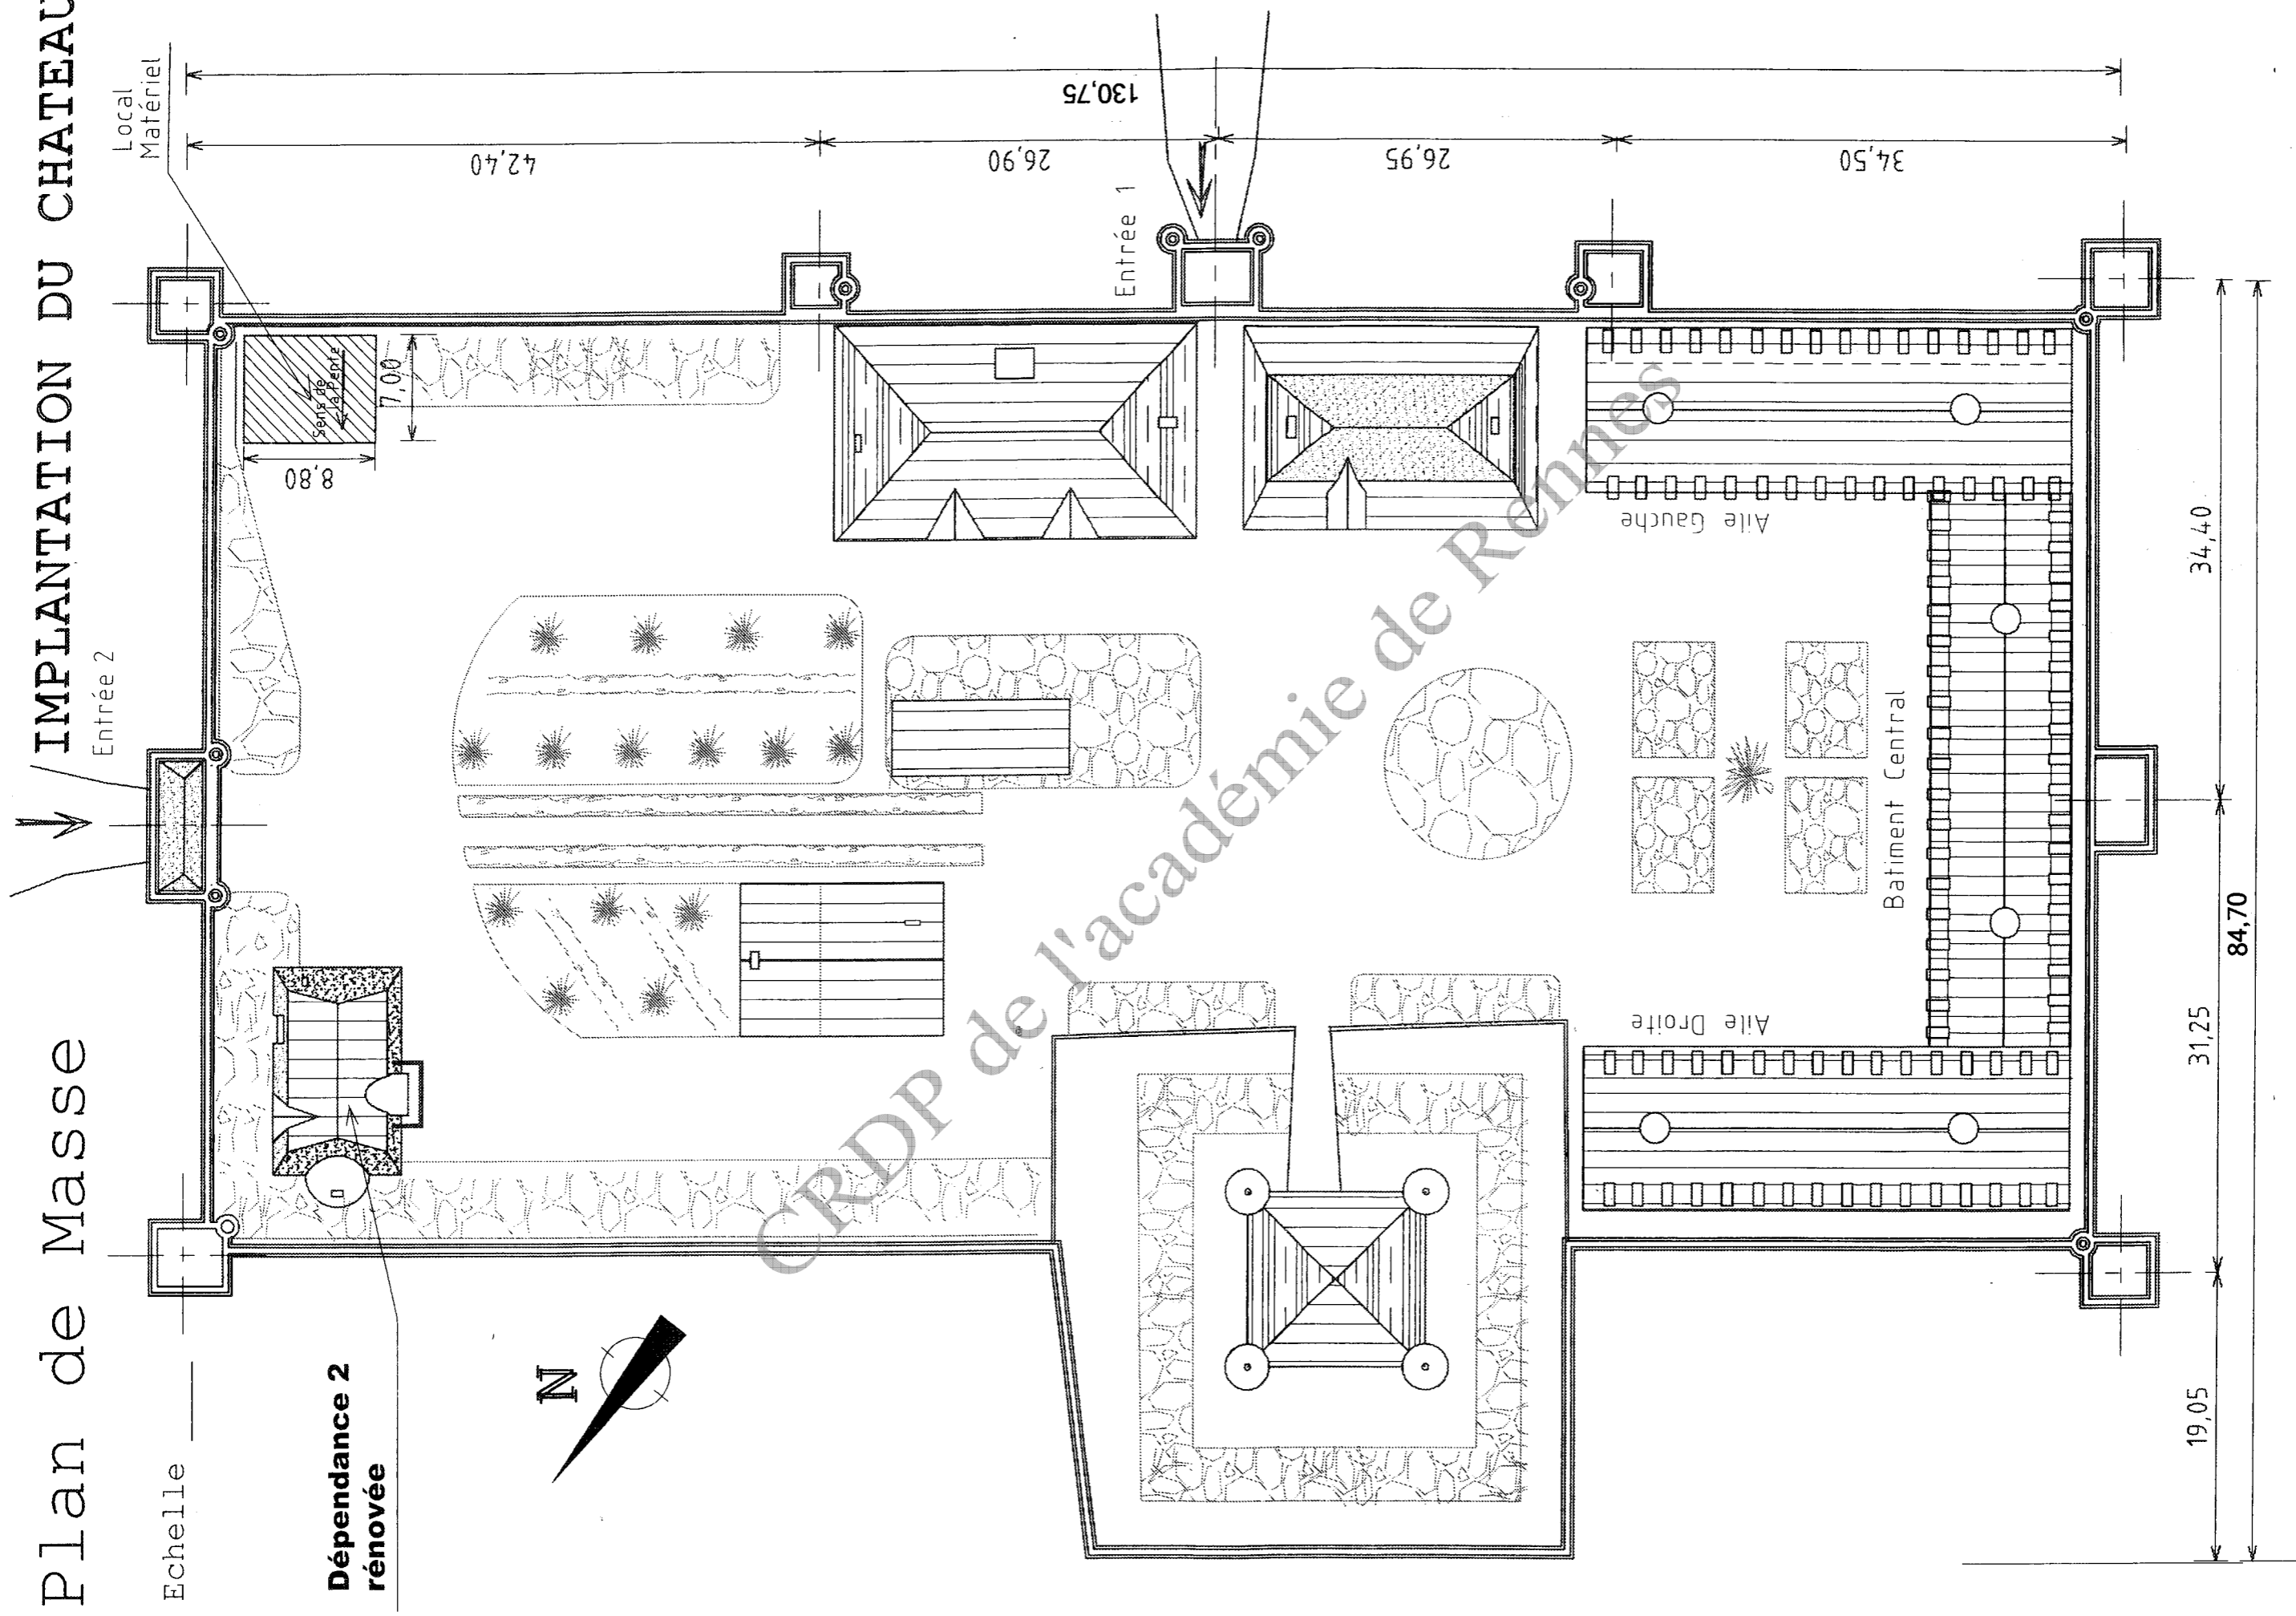 Plan de Masse
IMPLANTATION DU CHATEAU
Echelle
Entrée 2
Local
Matériel
Dépendance 2
rénovée
N
Sens de
la Pente
7,00
8,80
42,40
26,90
26,95
34,50
130,75
Entrée 1
Aile Gauche
Batiment Central
Aile Droite
34,40
31,25
19,05
84,70
CRDP de l'académie de Rennes